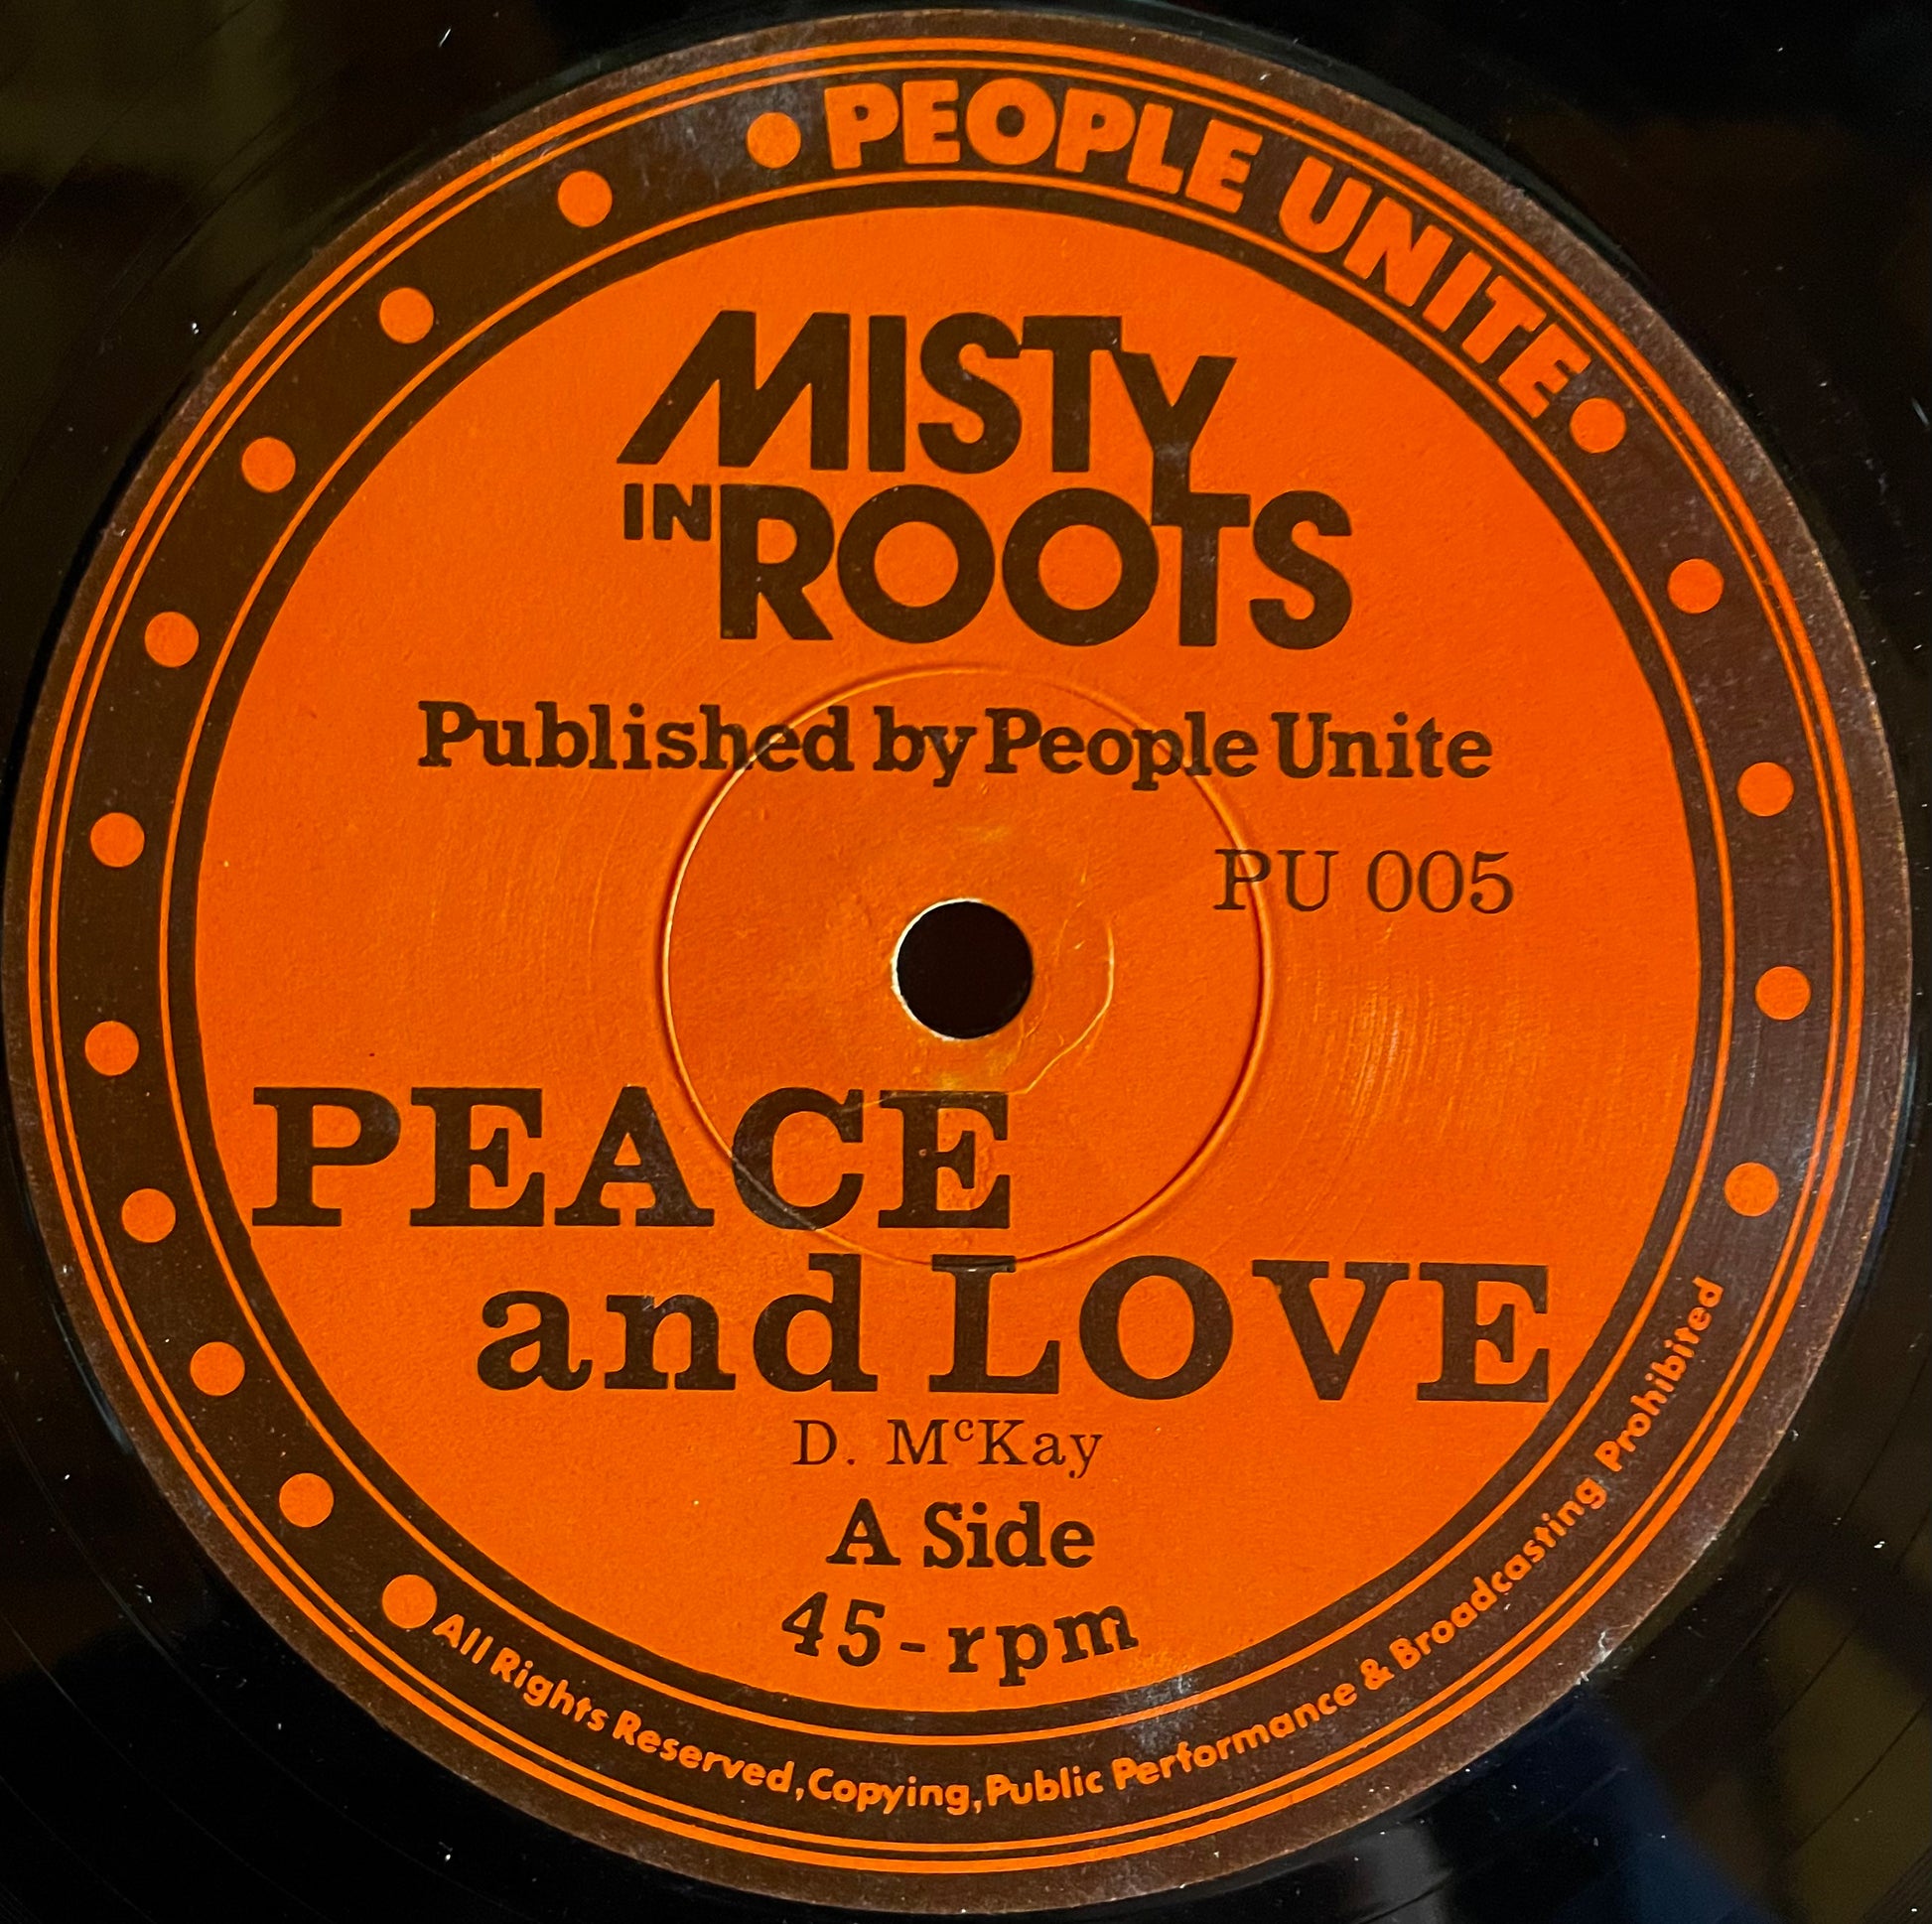 PEOPLE UNITE
MISTY
IN ROOTS
Published by People Unite
PU 005
PEACE
and LOVE
D. McKay
A Side
45-rpm
All Rights Reserved, Copying, Public Performance & Broadcasting Prohibited